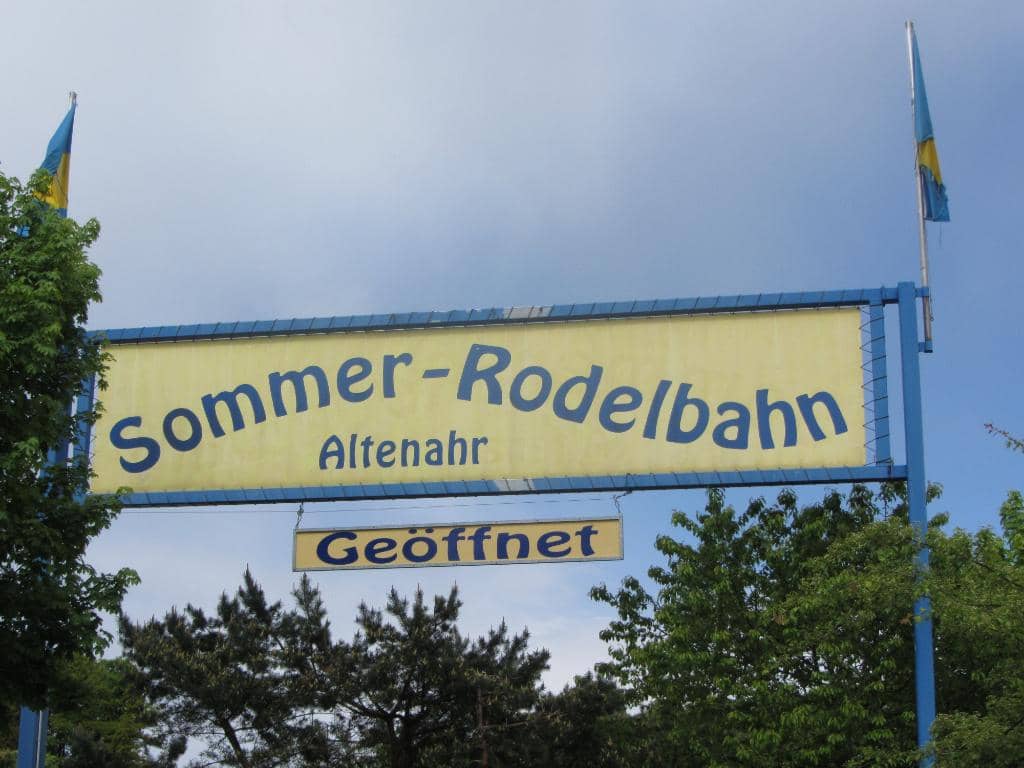 Sommer-Rodelbahn
Altenahr
Geöffnet